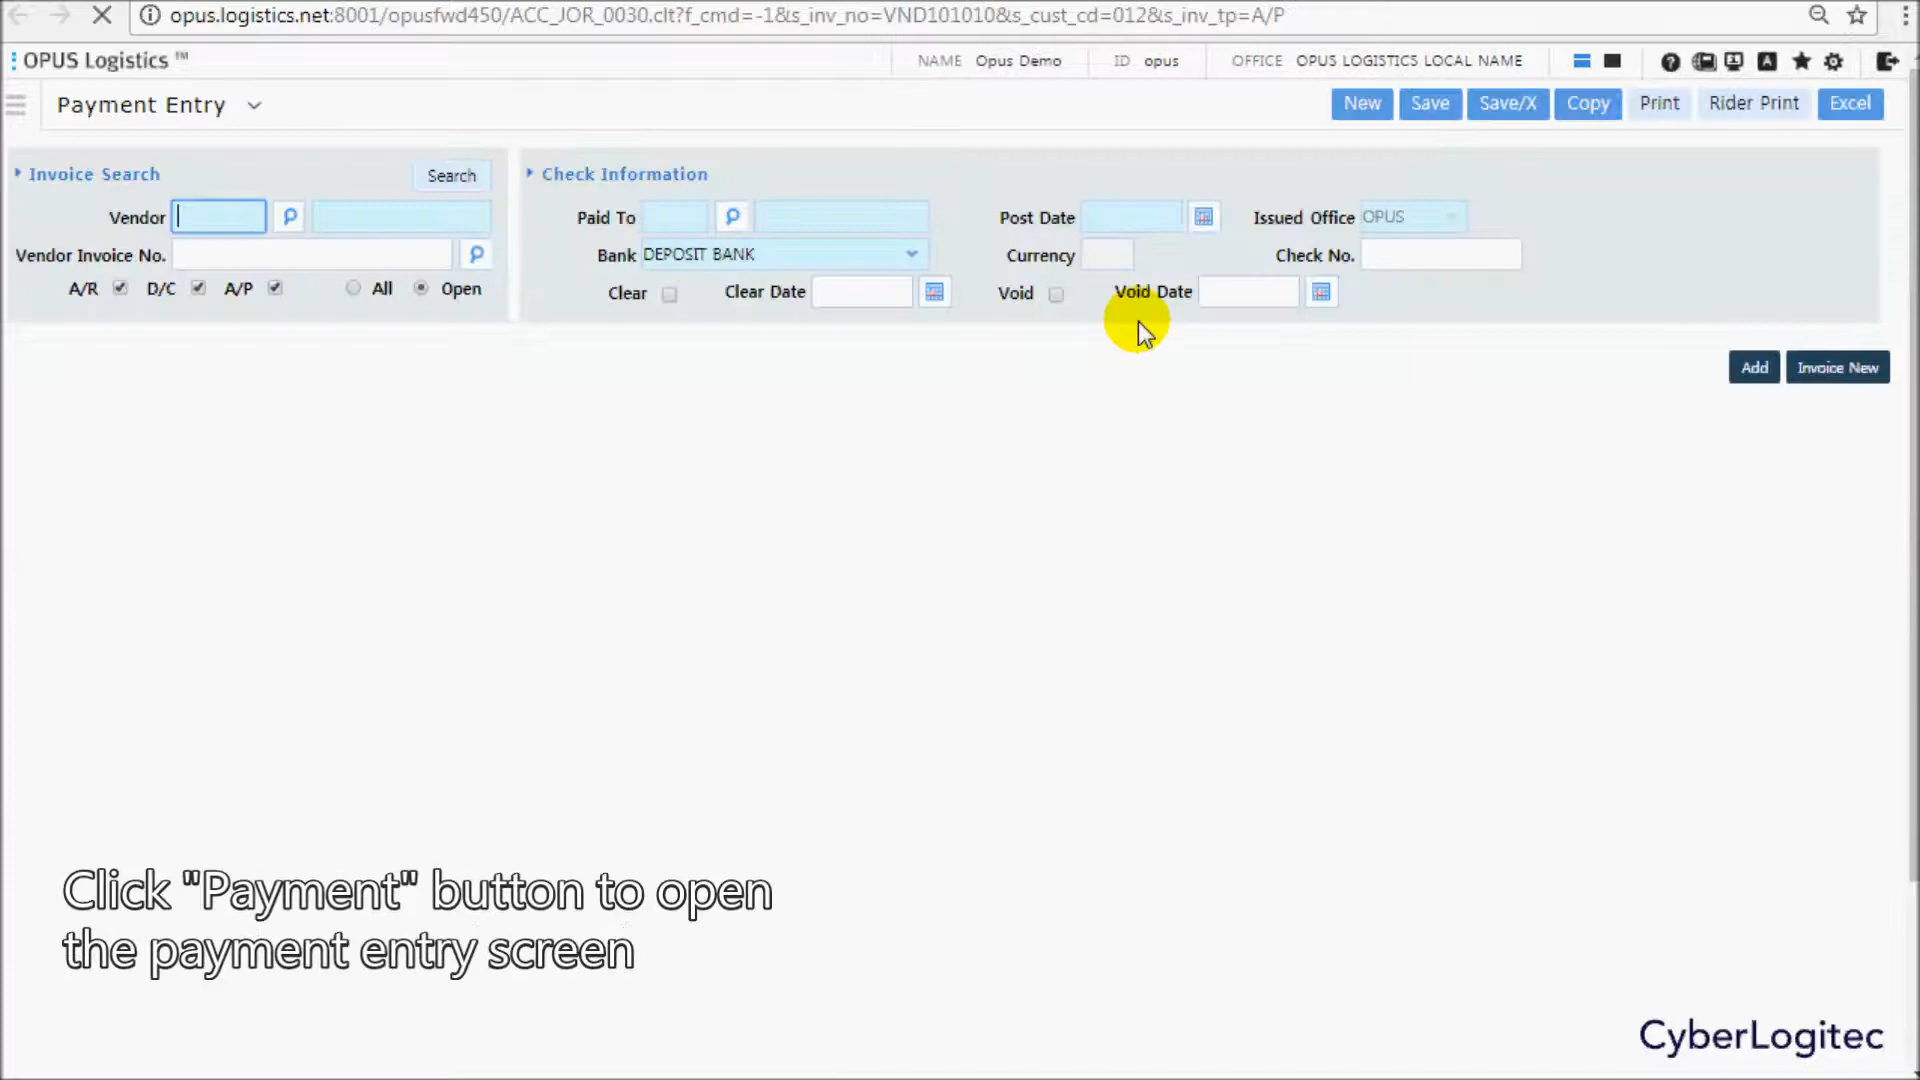 opus.logistics.net:8001/opusfwd450/ACC_JOR_0030.clt?f_cmd=-1&s_inv_no=VND101010&s_cust_cd=012&s_inv_tp=A/P
OPUS Logistics ™ NAME Opus Demo ID opus OFFICE OPUS LOGISTICS LOCAL NAME
Payment Entry New Save Save/X Copy Print Rider Print Excel
Invoice Search Search Check Information
Vendor Paid To Post Date Issued Office OPUS
Vendor Invoice No. Bank DEPOSIT BANK Currency Check No.
A/R D/C A/P All Open Clear Clear Date Void Void Date
Add Invoice New
Click "Payment" button to open
the payment entry screen
CyberLogitec